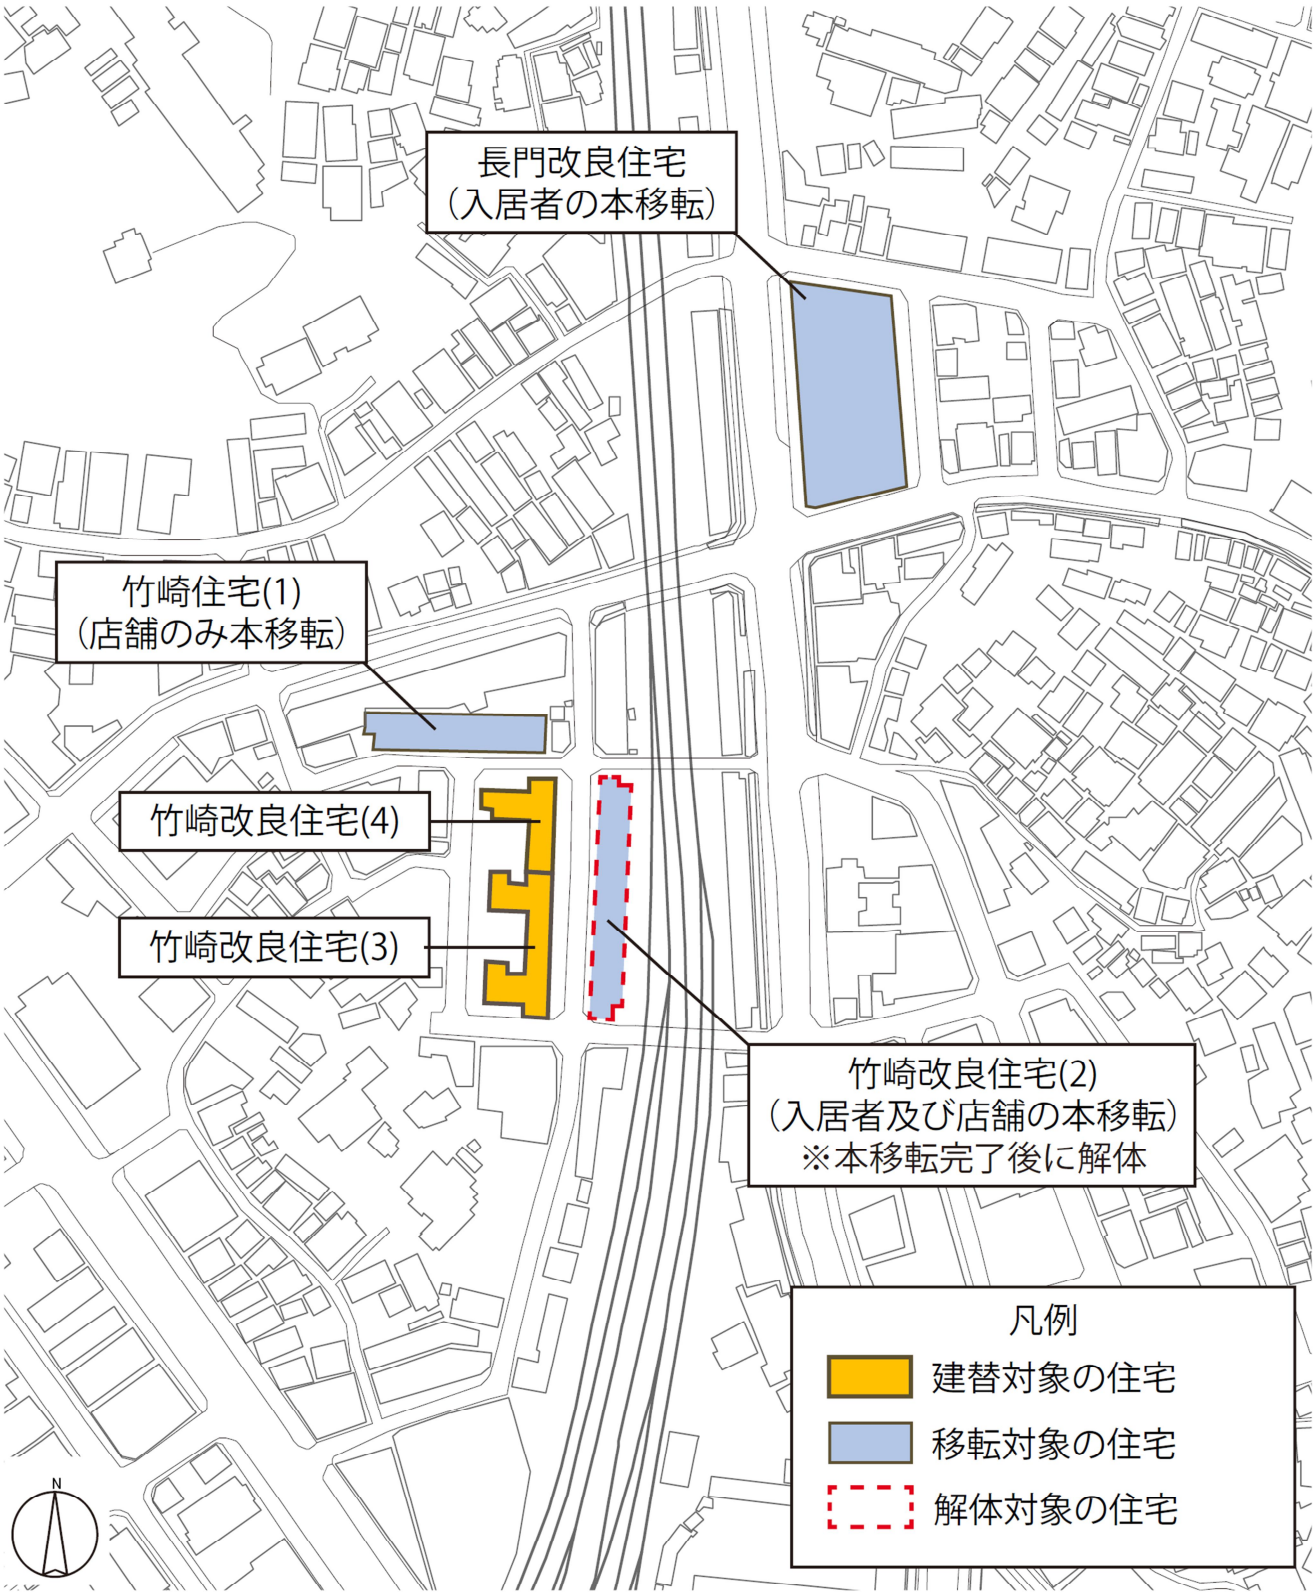 長門改良住宅
（入居者の本移転）
竹崎住宅(1)
（店舗のみ本移転）
竹崎改良住宅(4)
竹崎改良住宅(3)
竹崎改良住宅(2)
（入居者及び店舗の本移転）
※本移転完了後に解体
凡例
建替対象の住宅
移転対象の住宅
解体対象の住宅
N